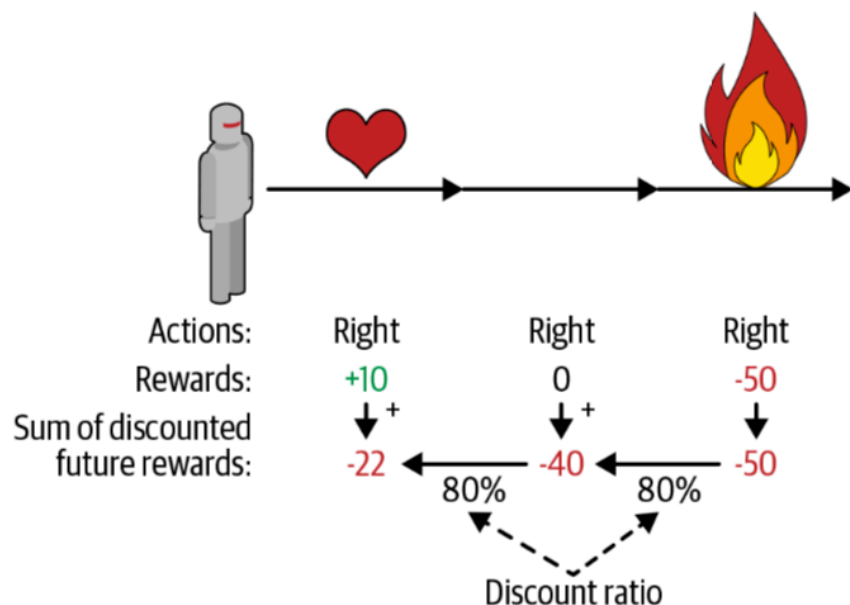 Actions: Right Right Right
Rewards: +10 0 -50
+ +
Sum of discounted
future rewards: -22 -40 -50
80% 80%
Discount ratio